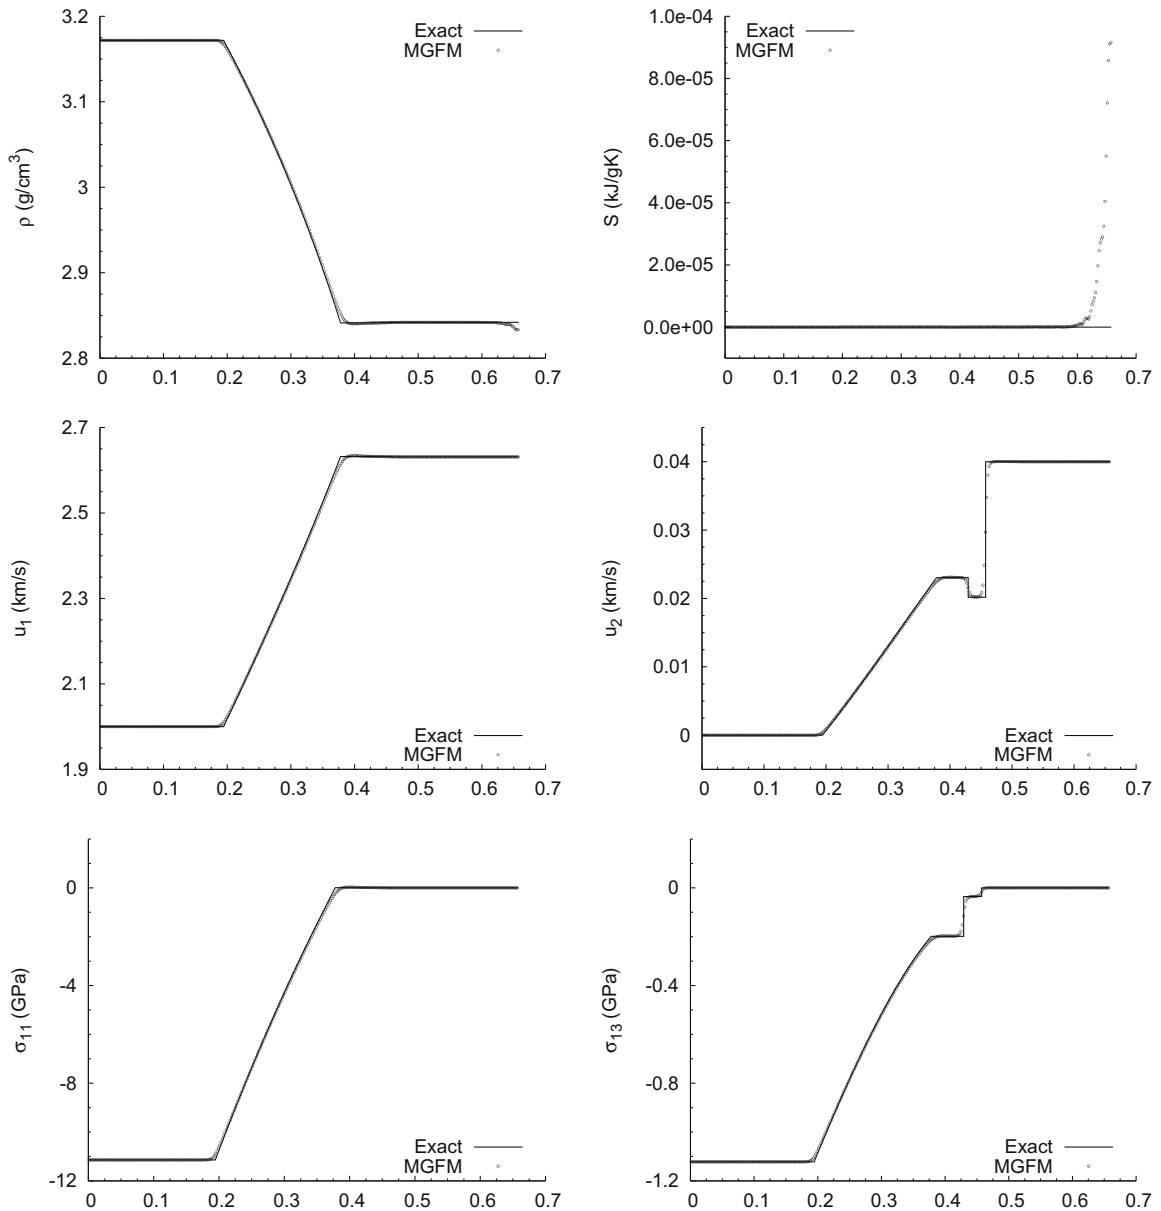 3.2
3.1
3
2.9
2.8
ρ (g/cm³)
Exact
MGFM
0 0.1 0.2 0.3 0.4 0.5 0.6 0.7
1.0e-04
8.0e-05
6.0e-05
4.0e-05
2.0e-05
0.0e+00
S (kJ/gK)
Exact
MGFM
0 0.1 0.2 0.3 0.4 0.5 0.6 0.7
2.7
2.5
2.3
2.1
1.9
u₁ (km/s)
Exact
MGFM
0 0.1 0.2 0.3 0.4 0.5 0.6 0.7
0.04
0.03
0.02
0.01
0
u₂ (km/s)
Exact
MGFM
0 0.1 0.2 0.3 0.4 0.5 0.6 0.7
0
-4
-8
-12
σ₁₁ (GPa)
Exact
MGFM
0 0.1 0.2 0.3 0.4 0.5 0.6 0.7
0
-0.4
-0.8
-1.2
σ₁₃ (GPa)
Exact
MGFM
0 0.1 0.2 0.3 0.4 0.5 0.6 0.7